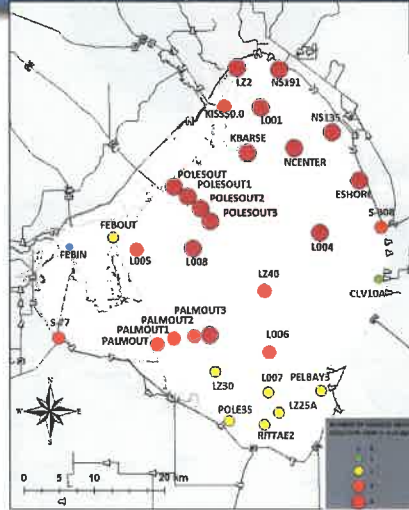 LZ2
NS191
KISSS0.0
L001
NS135
KBARSE
NCENTER
POLESOUT
POLESOUT1
POLESOUT2
POLESOUT3
ESHORE
S-308
FEBOUT
FEBIN
L005
L008
L004
CLV10A
LZ40
PALMOUT3
PALMOUT2
PALMOUT1
PALMOUT
S-77
L006
LZ30
L007
PELBAY3
LZ25A
POLE3S
RITTAE2
N
W
E
S
0 5 10 20 km